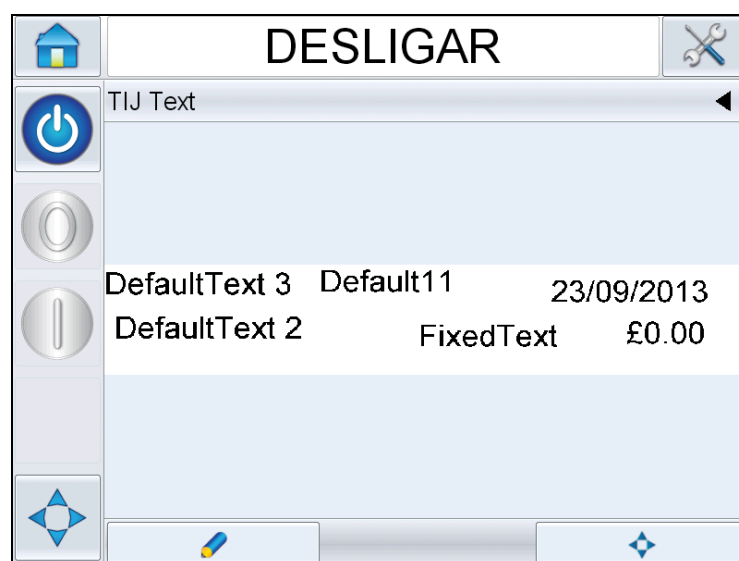 DESLIGAR
TIJ Text
DefaultText 3 Default11 23/09/2013
DefaultText 2 FixedText £0.00